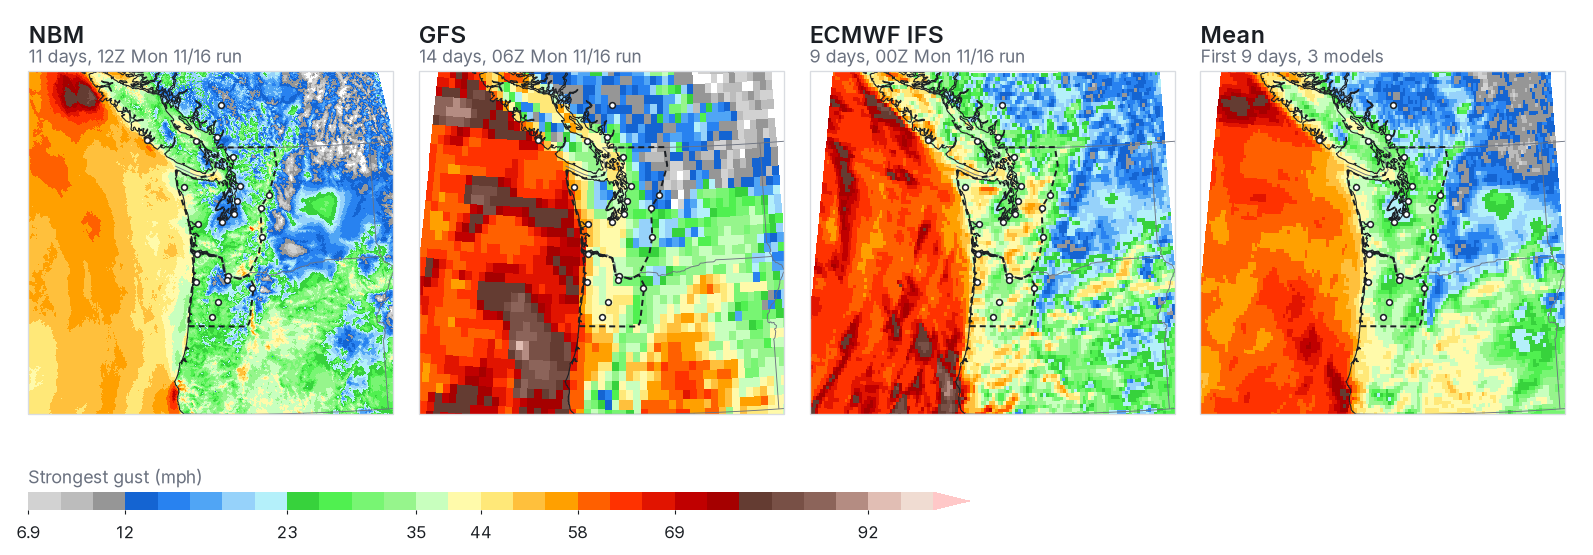 NBM
11 days, 12Z Mon 11/16 run
GFS
14 days, 06Z Mon 11/16 run
ECMWF IFS
9 days, 00Z Mon 11/16 run
Mean
First 9 days, 3 models
Strongest gust (mph)
6.9 12 23 35 44 58 69 92